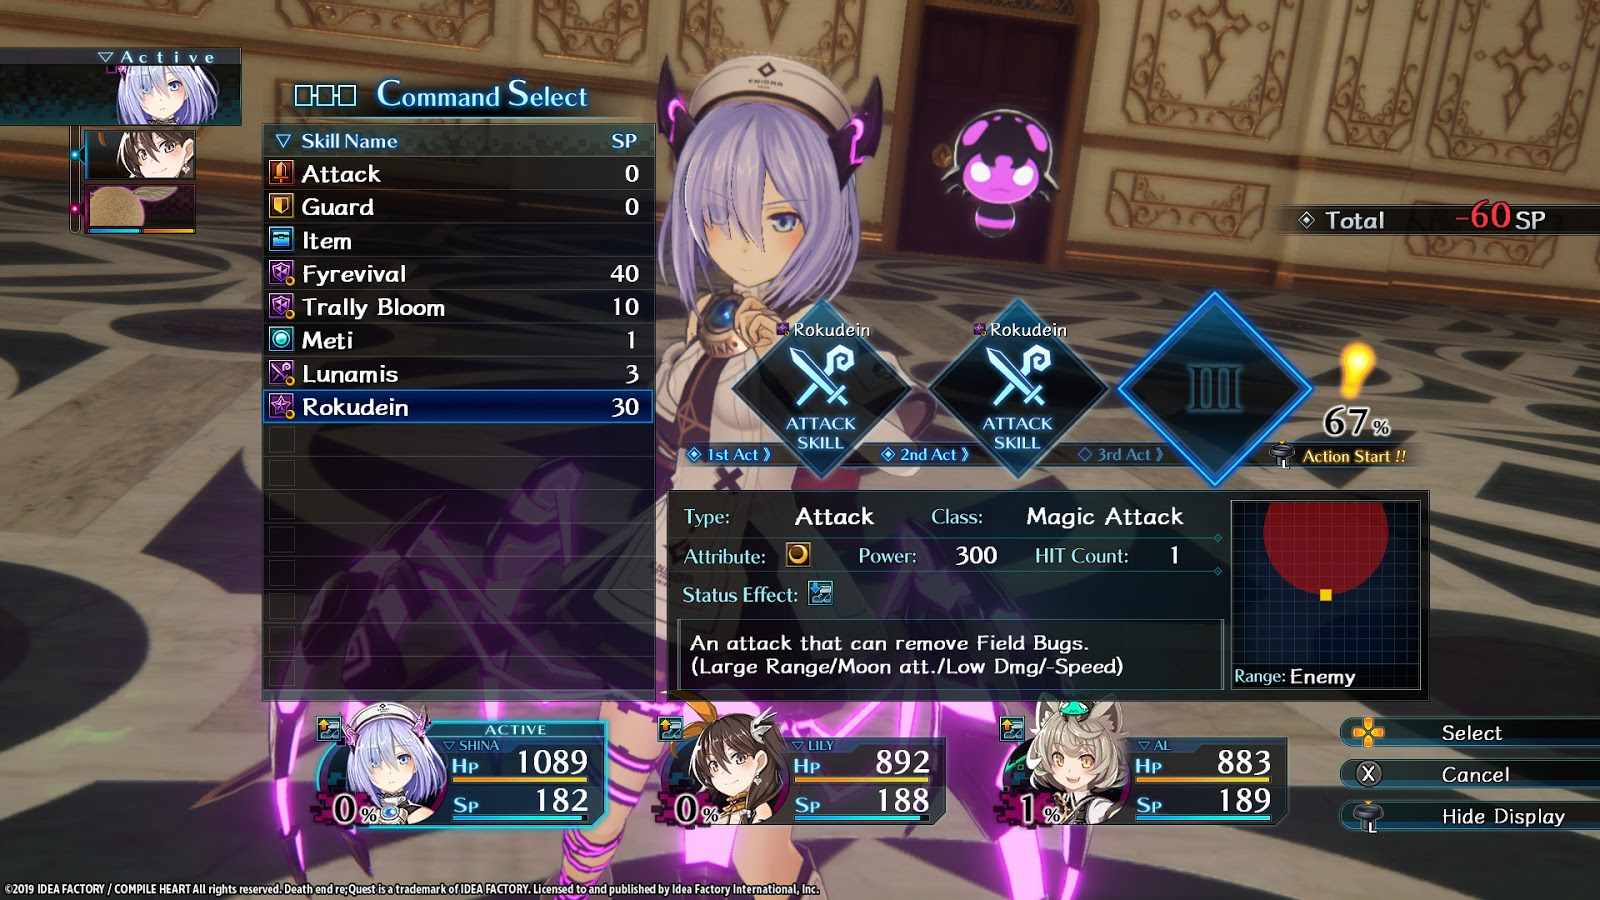 ▽ Active
Command Select
▽ Skill Name SP
Attack 0
Guard 0
Item
Fyrevival 40
Trally Bloom 10
Meti 1
Lunamis 3
Rokudein 30
ENIGMA
Total -60 SP
Rokudein
ATTACK
SKILL
Rokudein
ATTACK
SKILL
III
67%
1st Act
2nd Act
3rd Act
L Action Start !!
Type: Attack Class: Magic Attack
Attribute: Power: 300 HIT Count: 1
Status Effect:
An attack that can remove Field Bugs.
(Large Range/Moon att./Low Dmg/-Speed)
Range: Enemy
ACTIVE
▽ SHINA
Hp 1089
Sp 182
0%
▽ LILY
Hp 892
Sp 188
0%
▽ AL
Hp 883
Sp 189
1%
Select
X Cancel
L Hide Display
©2019 IDEA FACTORY / COMPILE HEART All rights reserved. Death end re;Quest is a trademark of IDEA FACTORY. Licensed to and published by Idea Factory International, Inc.